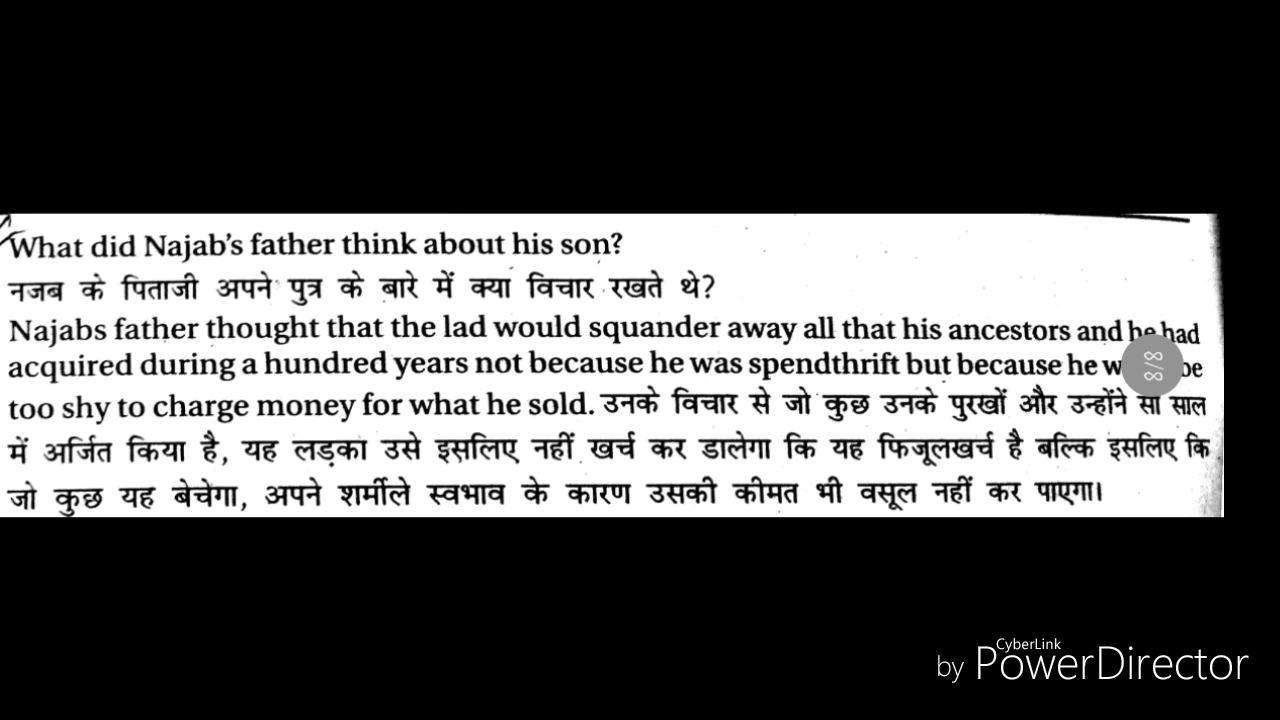 What did Najab's father think about his son?
नजब के पिताजी अपने पुत्र के बारे में क्या विचार रखते थे?
Najabs father thought that the lad would squander away all that his ancestors and he had
acquired during a hundred years not because he was spendthrift but because he be
too shy to charge money for what he sold. उनके विचार से जो कुछ उनके पुरखों और उन्होंने सौ साल
में अर्जित किया है, यह लड़का उसे इसलिए नहीं खर्च कर डालेगा कि यह फिजूलखर्च है बल्कि इसलिए कि
जो कुछ यह बेचेगा, अपने शर्मीले स्वभाव के कारण उसकी कीमत भी वसूल नहीं कर पाएगा।
CyberLink
by PowerDirector